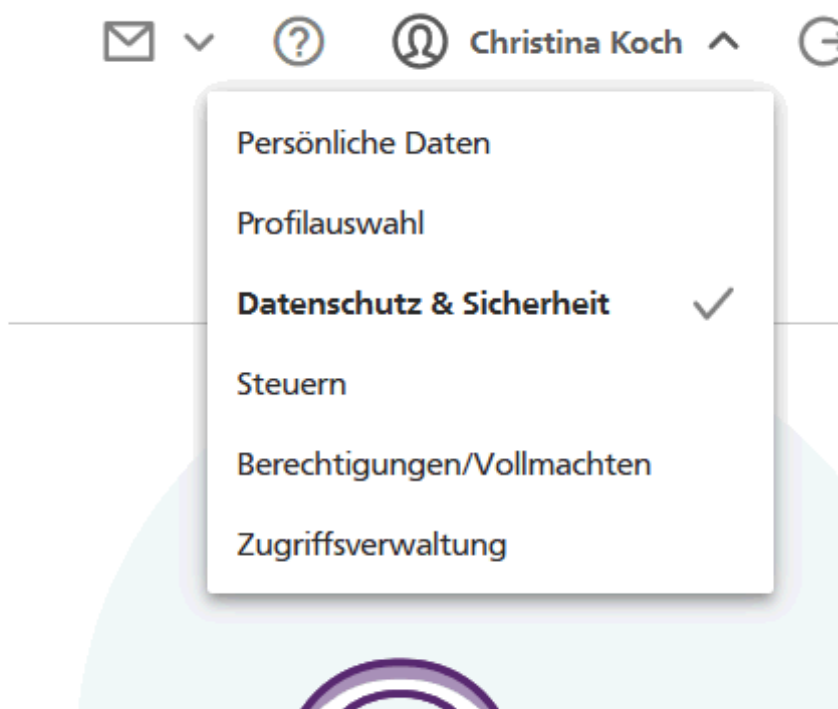 Christina Koch
Persönliche Daten
Profilauswahl
Datenschutz & Sicherheit
Steuern
Berechtigungen/Vollmachten
Zugriffsverwaltung